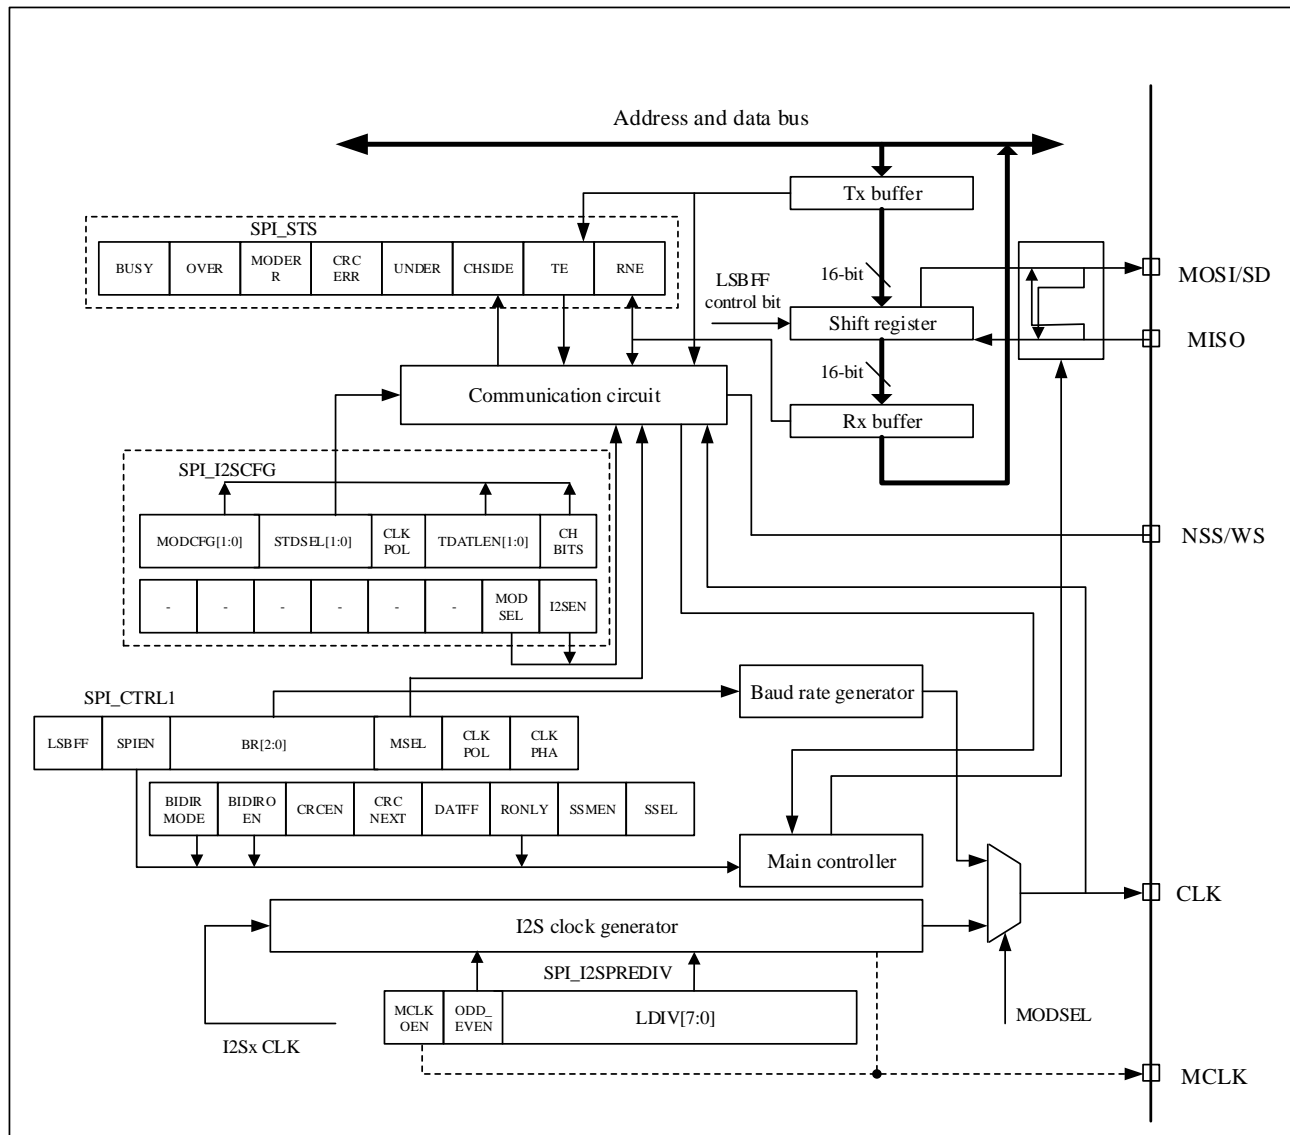 Address and data bus
Tx buffer
SPI_STS
BUSY
OVER
MODER
R
CRC
ERR
UNDER
CHSIDE
TE
RNE
16-bit
MOSI/SD
LSBFF
control bit
Shift register
MISO
16-bit
Communication circuit
Rx buffer
SPI_I2SCFG
MODCFG[1:0]
STDSEL[1:0]
CLK
POL
TDATLEN[1:0]
CH
BITS
NSS/WS
-
-
-
-
-
-
MOD
SEL
I2SEN
SPI_CTRL1
Baud rate generator
LSBFF
SPIEN
BR[2:0]
MSEL
CLK
POL
CLK
PHA
BIDIR
MODE
BIDIRO
EN
CRCEN
CRC
NEXT
DATFF
RONLY
SSMEN
SSEL
Main controller
CLK
I2S clock generator
SPI_I2SPREDIV
MCLK
OEN
ODD_
EVEN
LDIV[7:0]
MODSEL
I2Sx CLK
MCLK